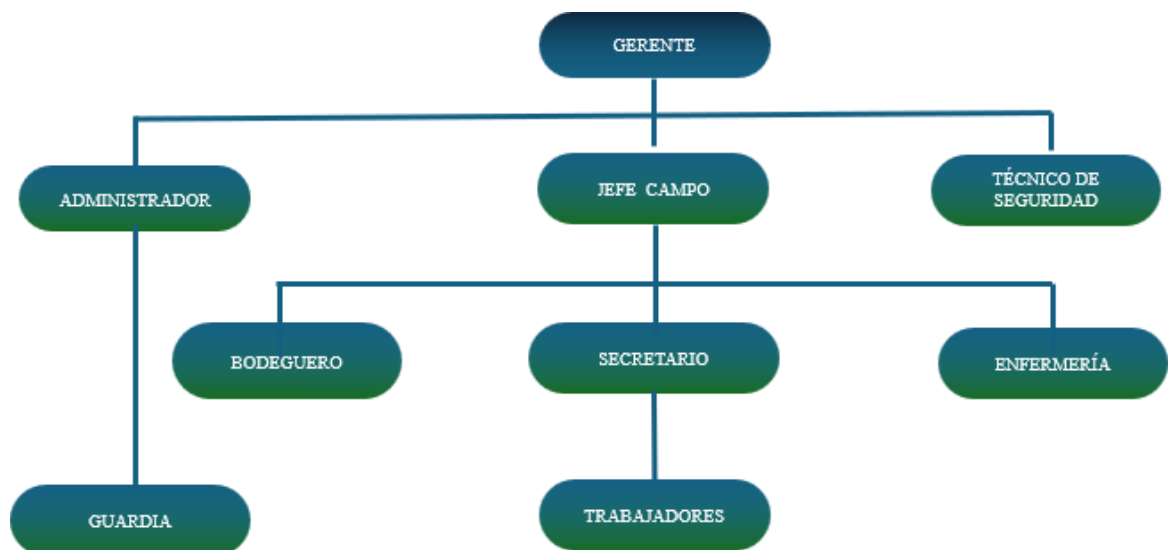 GERENTE
ADMINISTRADOR
JEFE CAMPO
TÉCNICO DE
SEGURIDAD
BODEGUERO
SECRETARIO
ENFERMERÍA
GUARDIA
TRABAJADORES